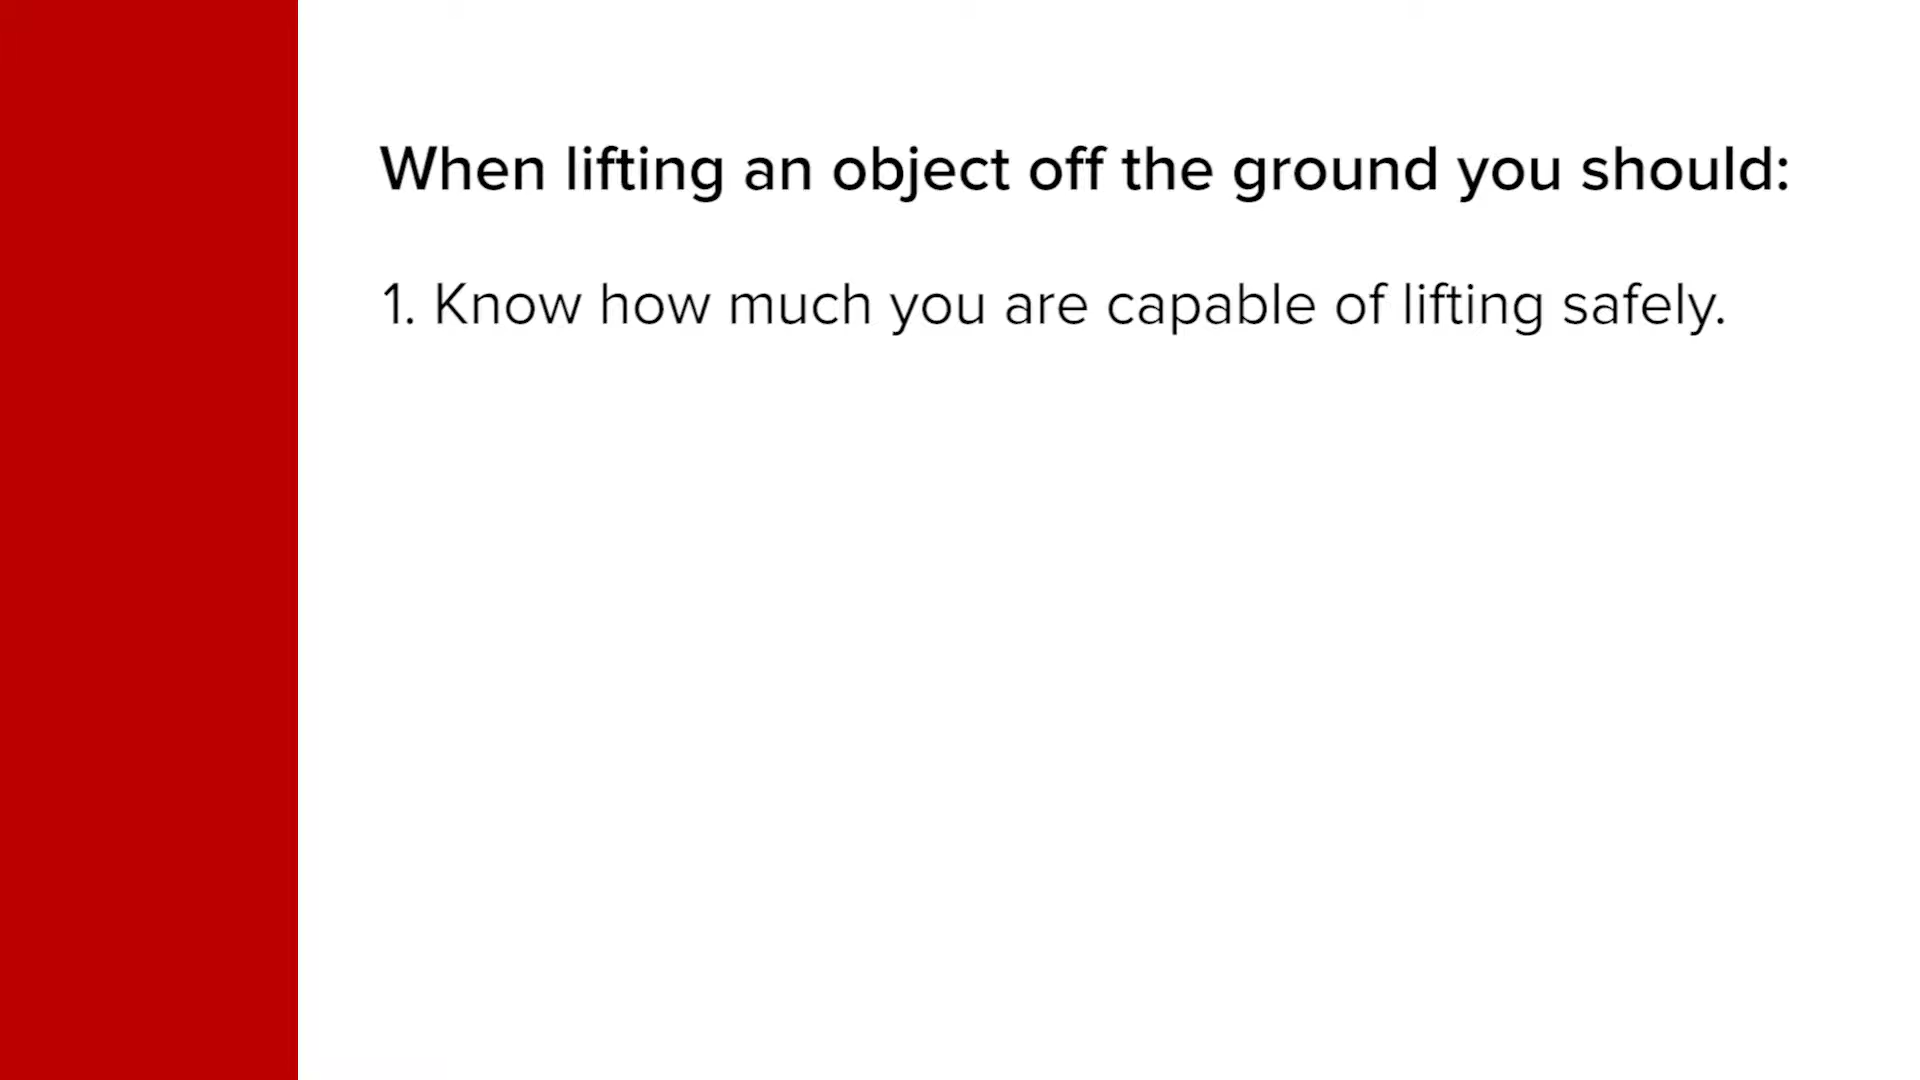 When lifting an object off the ground you should:
1. Know how much you are capable of lifting safely.